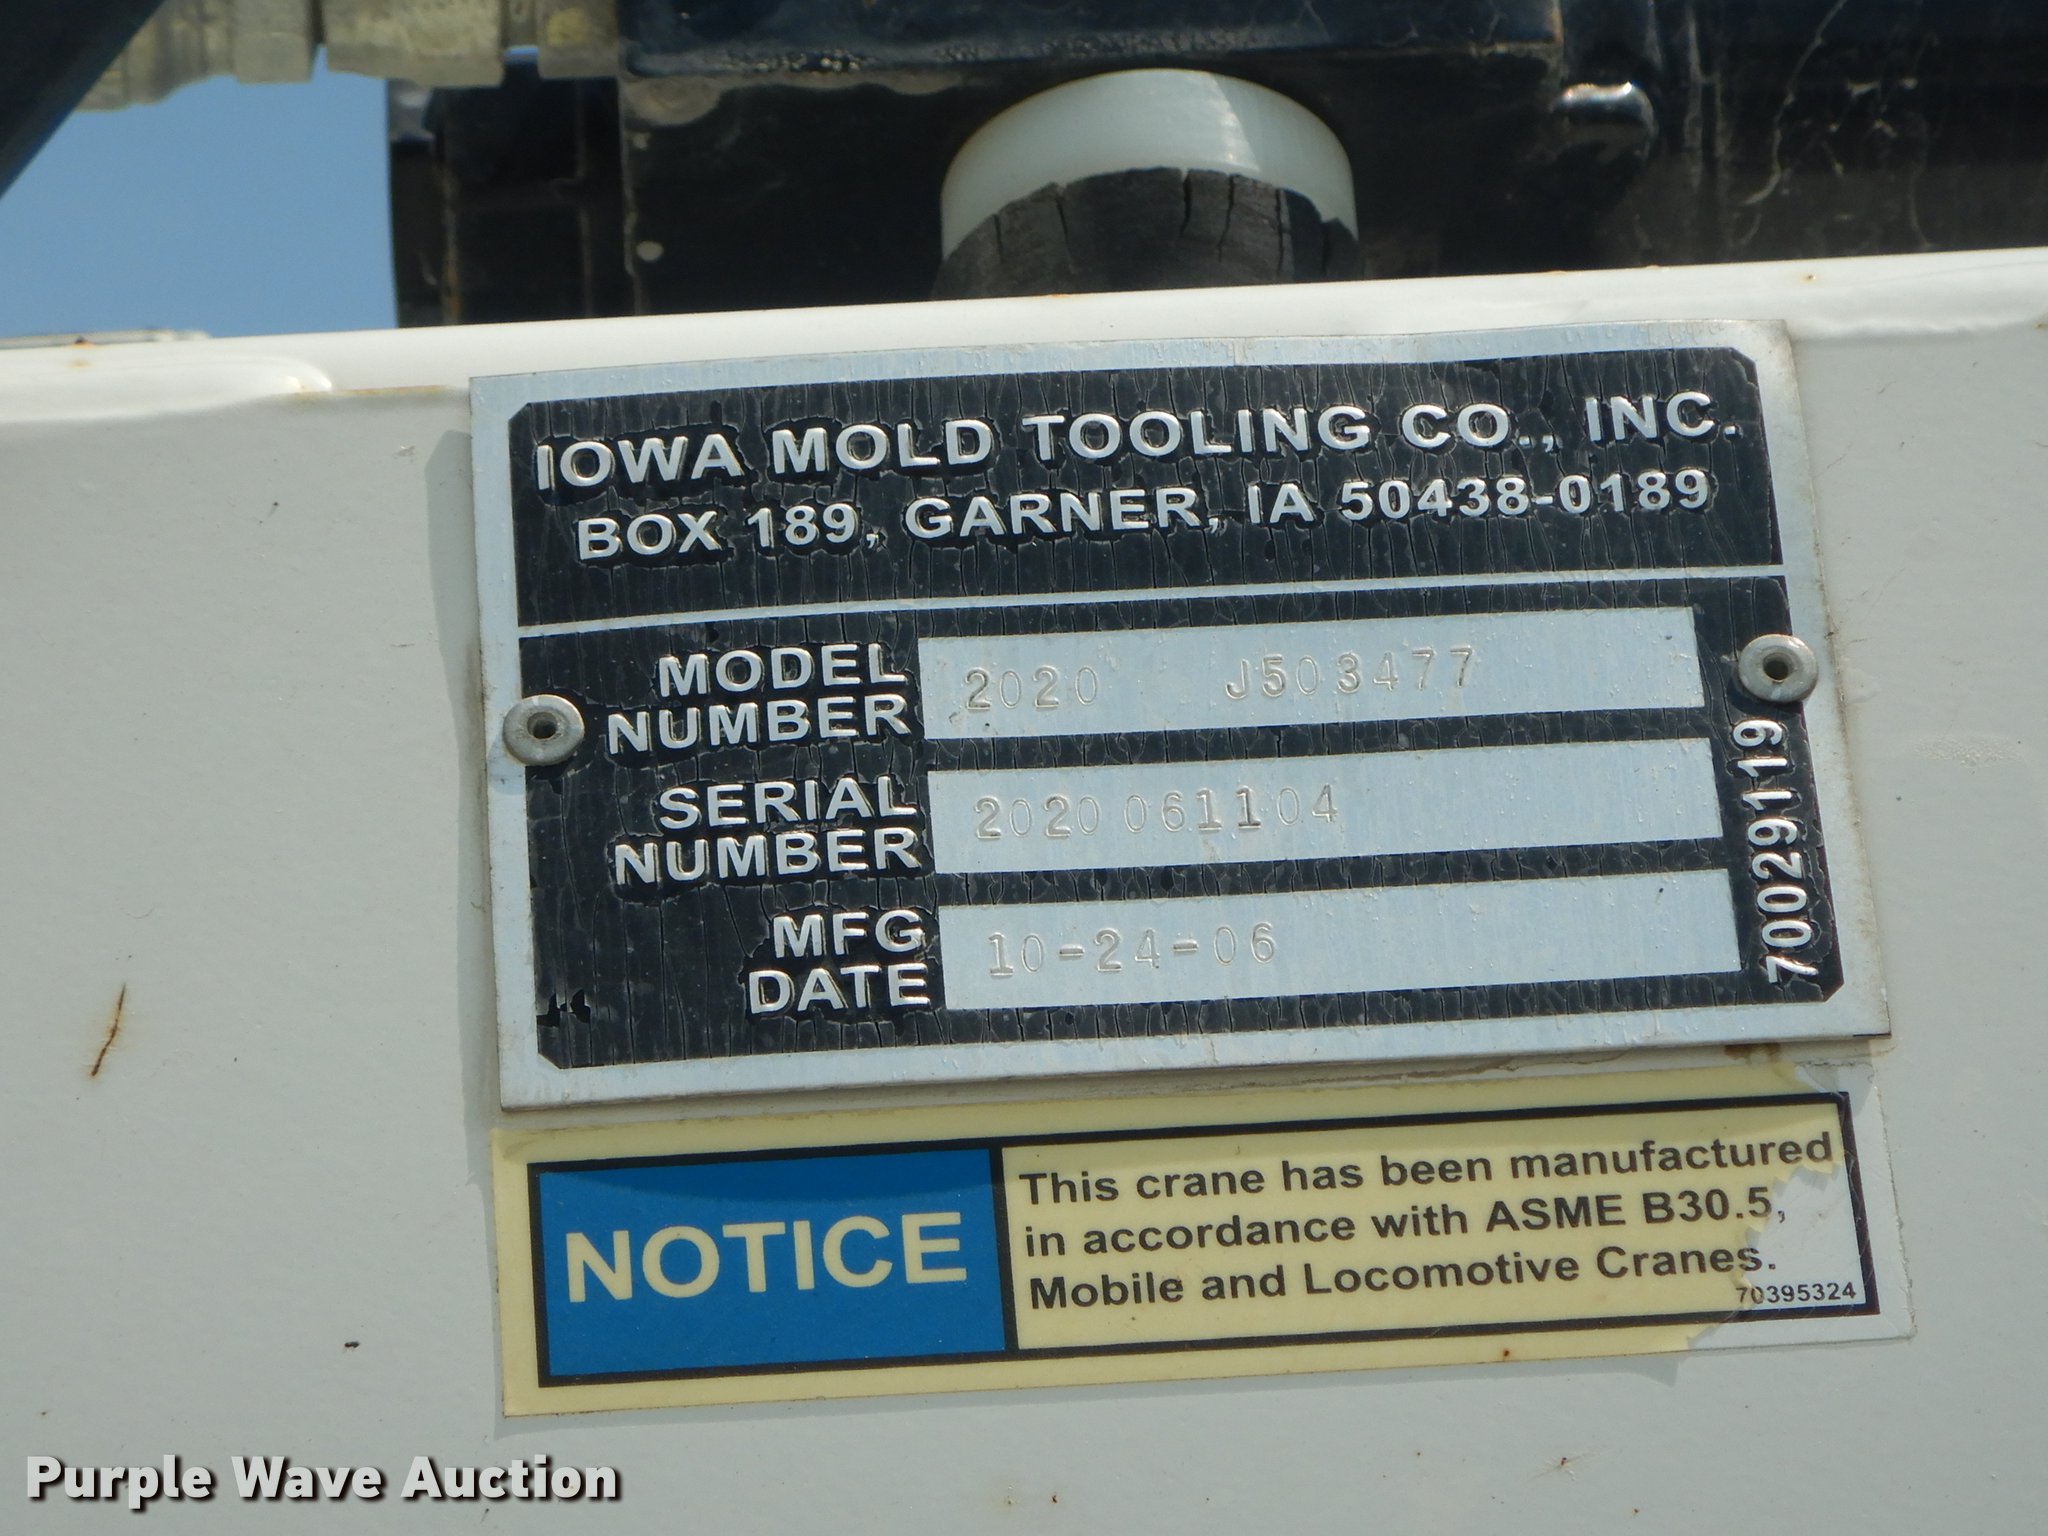 IOWA MOLD TOOLING CO., INC.
BOX 189, GARNER, IA 50438-0189
MODEL NUMBER 2020 J503477
SERIAL NUMBER 2020061104
MFG DATE 10-24-06
70029119
NOTICE
This crane has been manufactured
in accordance with ASME B30.5,
Mobile and Locomotive Cranes.
70395324
Purple Wave Auction